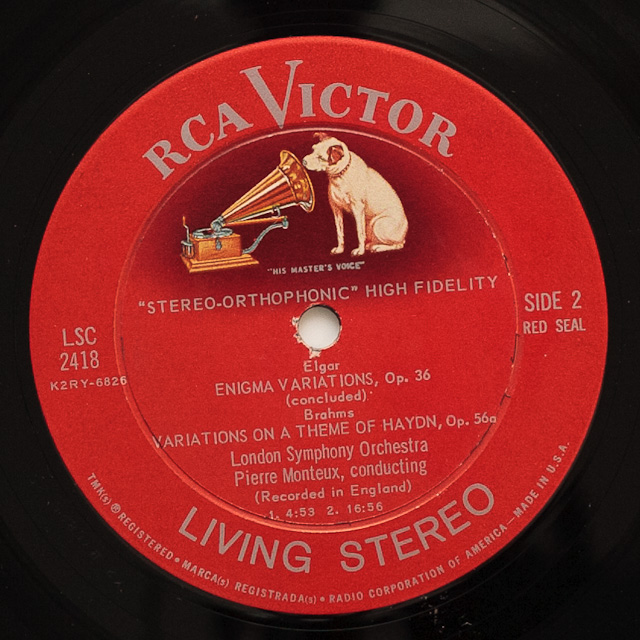 RCA VICTOR
"HIS MASTER'S VOICE"
"STEREO-ORTHOPHONIC" HIGH FIDELITY
LSC
2418
K2RY-6826
SIDE 2
RED SEAL
Elgar
ENIGMA VARIATIONS, Op. 36
(concluded)
Brahms
VARIATIONS ON A THEME OF HAYDN, Op. 56a
London Symphony Orchestra
Pierre Monteux, conducting
(Recorded in England)
1. 4:53 2. 16:56
LIVING STEREO
TMK(s) ® REGISTERED • MARCA(s) REGISTRADA(s) • RADIO CORPORATION OF AMERICA—MADE IN U.S.A.